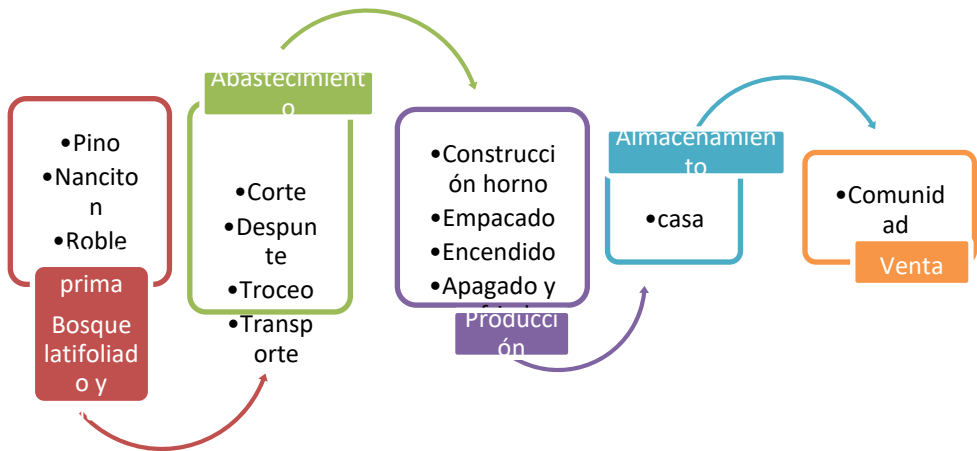 •Pino
•Nanciton
n
•Roble
prima
Bosque
latifoliad
o y
Abastecimient
o
•Corte
•Despun
te
•Troceo
•Transp
orte
•Construcci
ón horno
•Empacado
•Encendido
•Apagado y
Producci
ón
Almacenamien
to
•casa
•Comunid
ad
Venta